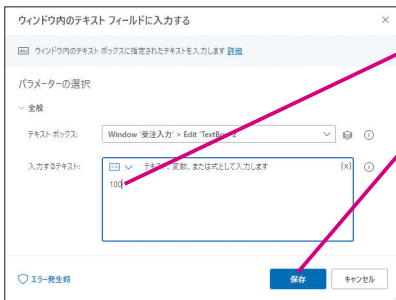 ウィンドウ内のテキスト フィールドに入力する
Abc ウィンドウ内のテキスト ボックスに指定されたテキストを入力します 詳細
パラメーターの選択
全般
テキスト ボックス:
Window '受注入力' > Edit 'TextBox 2'
入力するテキスト:
テキスト、変数、または式として入力します
{x}
100
エラー発生時
保存
キャンセル